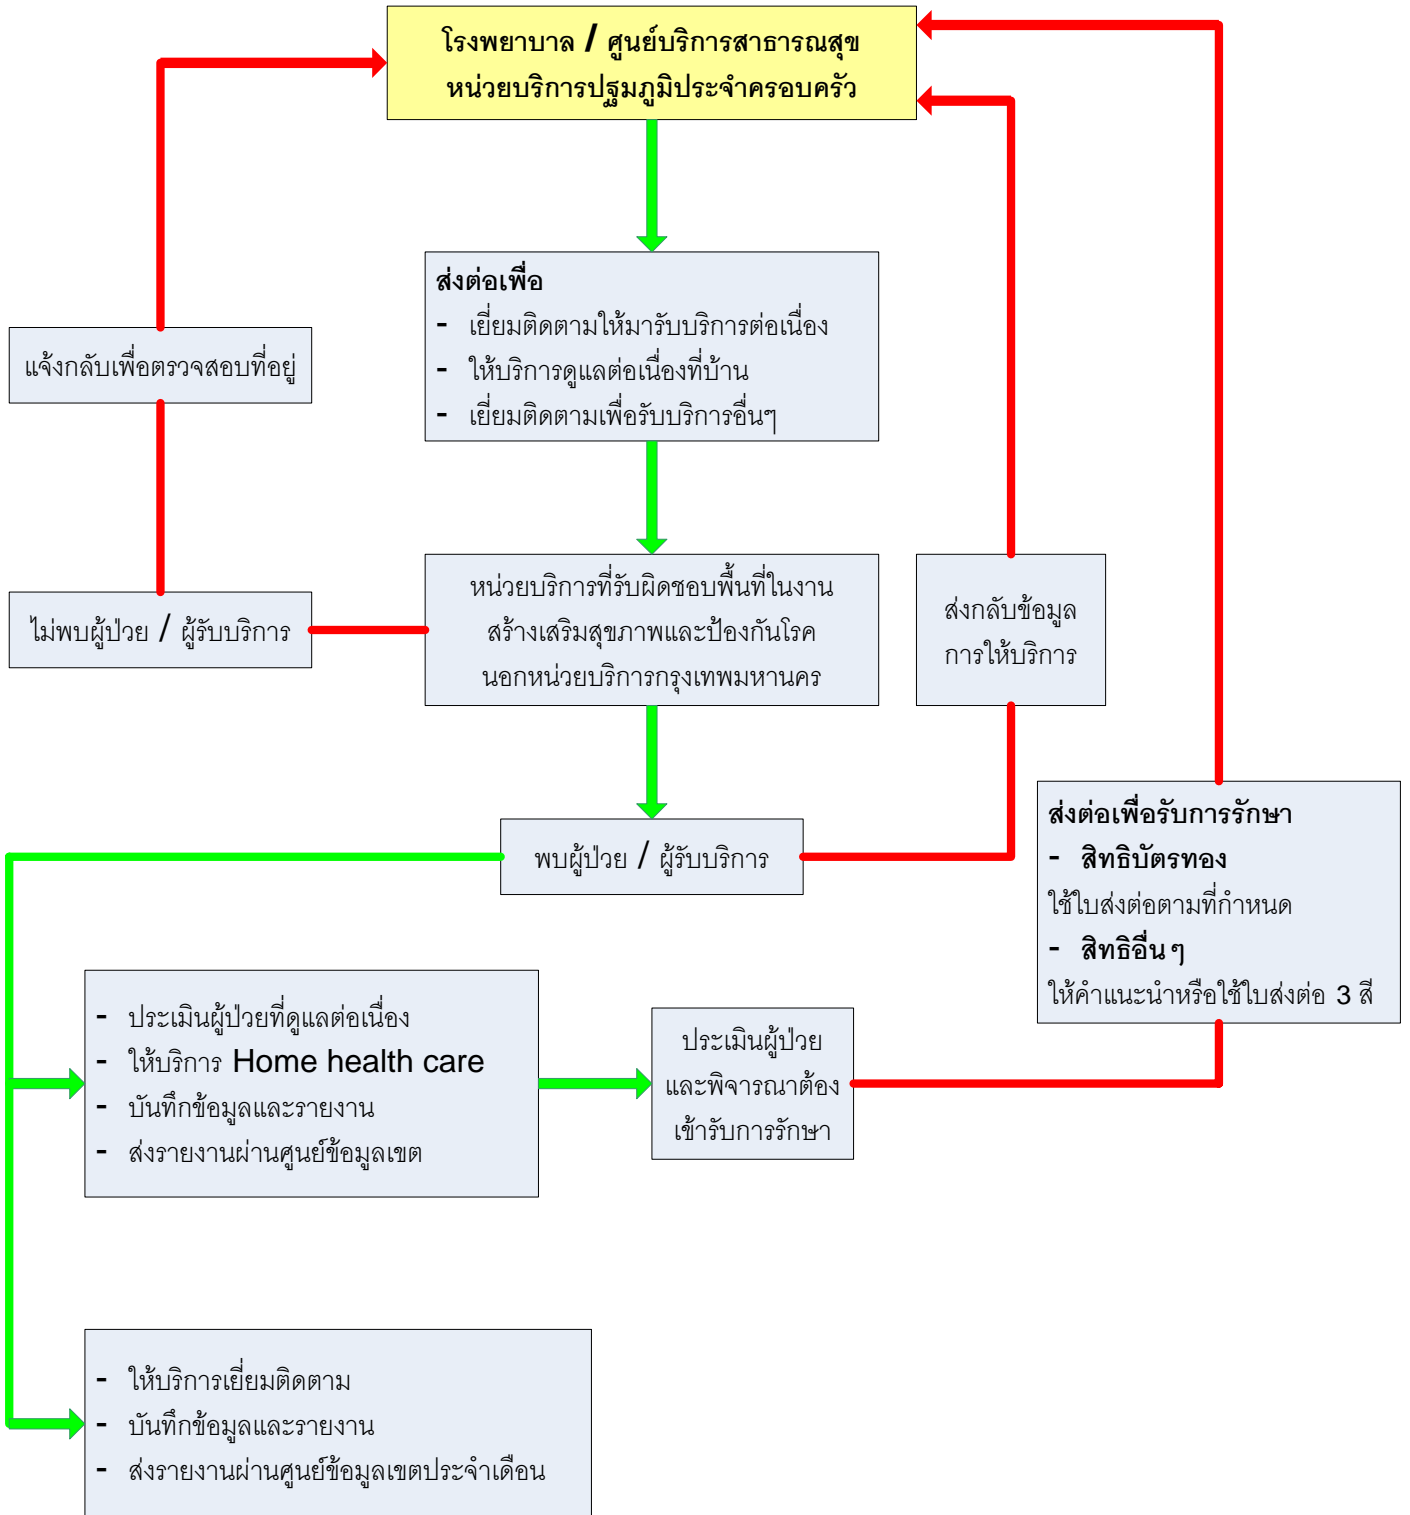 โรงพยาบาล / ศูนย์บริการสาธารณสุข
หน่วยบริการปฐมภูมิประจำครอบครัว
ส่งต่อเพื่อ
- เยี่ยมติดตามให้มารับบริการต่อเนื่อง
- ให้บริการดูแลต่อเนื่องที่บ้าน
- เยี่ยมติดตามเพื่อรับบริการอื่นๆ
แจ้งกลับเพื่อตรวจสอบที่อยู่
ไม่พบผู้ป่วย / ผู้รับบริการ
หน่วยบริการที่รับผิดชอบพื้นที่ในงาน
สร้างเสริมสุขภาพและป้องกันโรค
นอกหน่วยบริการกรุงเทพมหานคร
ส่งกลับข้อมูล
การให้บริการ
พบผู้ป่วย / ผู้รับบริการ
ส่งต่อเพื่อรับการรักษา
- สิทธิบัตรทอง
ใช้ใบส่งต่อตามที่กำหนด
- สิทธิอื่นๆ
ให้คำแนะนำหรือใช้ใบส่งต่อ 3 สี
- ประเมินผู้ป่วยที่ดูแลต่อเนื่อง
- ให้บริการ Home health care
- บันทึกข้อมูลและรายงาน
- ส่งรายงานผ่านศูนย์ข้อมูลเขต
ประเมินผู้ป่วย
และพิจารณาต้อง
เข้ารับการรักษา
- ให้บริการเยี่ยมติดตาม
- บันทึกข้อมูลและรายงาน
- ส่งรายงานผ่านศูนย์ข้อมูลเขตประจำเดือน